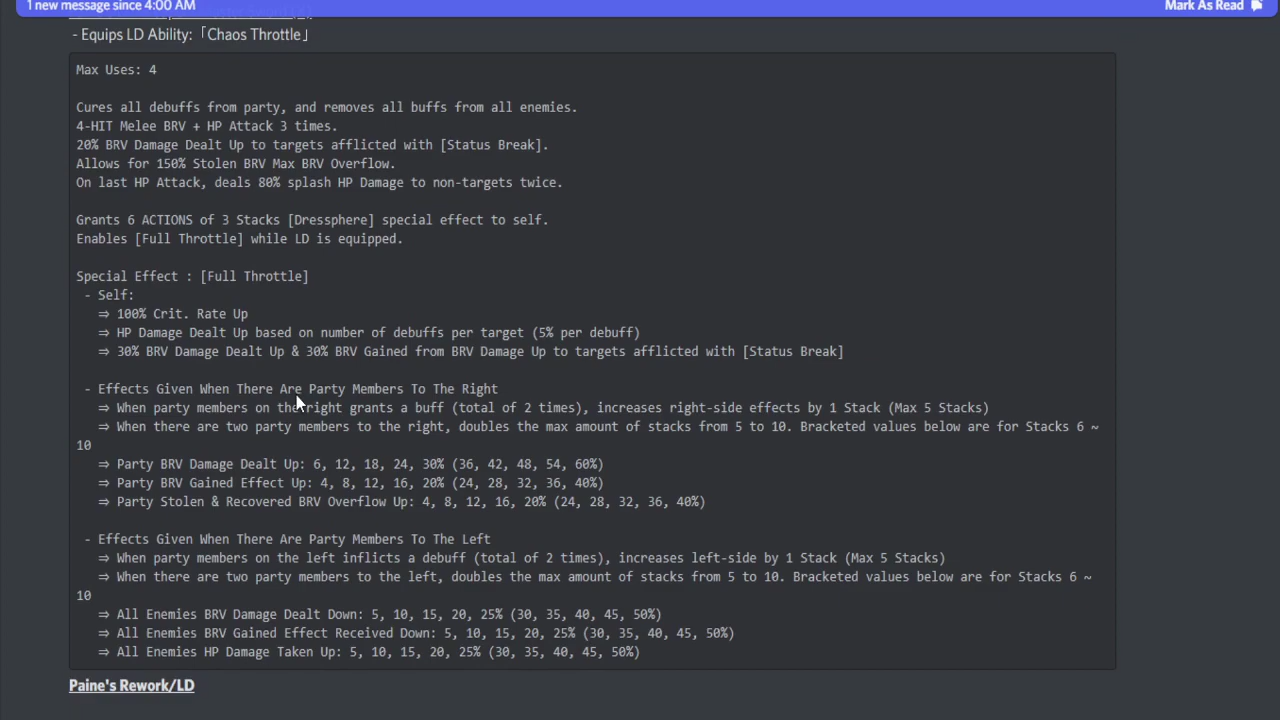 1 new message since 4:00 AM
Mark As Read
- Equips LD Ability:「Chaos Throttle」
Max Uses: 4
Cures all debuffs from party, and removes all buffs from all enemies.
4-HIT Melee BRV + HP Attack 3 times.
20% BRV Damage Dealt Up to targets afflicted with [Status Break].
Allows for 150% Stolen BRV Max BRV Overflow.
On last HP Attack, deals 80% splash HP Damage to non-targets twice.
Grants 6 ACTIONS of 3 Stacks [Dressphere] special effect to self.
Enables [Full Throttle] while LD is equipped.
Special Effect : [Full Throttle]
- Self:
⇒ 100% Crit. Rate Up
⇒ HP Damage Dealt Up based on number of debuffs per target (5% per debuff)
⇒ 30% BRV Damage Dealt Up & 30% BRV Gained from BRV Damage Up to targets afflicted with [Status Break]
- Effects Given When There Are Party Members To The Right
⇒ When party members on the right grants a buff (total of 2 times), increases right-side effects by 1 Stack (Max 5 Stacks)
⇒ When there are two party members to the right, doubles the max amount of stacks from 5 to 10. Bracketed values below are for Stacks 6 ~
10
⇒ Party BRV Damage Dealt Up: 6, 12, 18, 24, 30% (36, 42, 48, 54, 60%)
⇒ Party BRV Gained Effect Up: 4, 8, 12, 16, 20% (24, 28, 32, 36, 40%)
⇒ Party Stolen & Recovered BRV Overflow Up: 4, 8, 12, 16, 20% (24, 28, 32, 36, 40%)
- Effects Given When There Are Party Members To The Left
⇒ When party members on the left inflicts a debuff (total of 2 times), increases left-side by 1 Stack (Max 5 Stacks)
⇒ When there are two party members to the left, doubles the max amount of stacks from 5 to 10. Bracketed values below are for Stacks 6 ~
10
⇒ All Enemies BRV Damage Dealt Down: 5, 10, 15, 20, 25% (30, 35, 40, 45, 50%)
⇒ All Enemies BRV Gained Effect Received Down: 5, 10, 15, 20, 25% (30, 35, 40, 45, 50%)
⇒ All Enemies HP Damage Taken Up: 5, 10, 15, 20, 25% (30, 35, 40, 45, 50%)
Paine's Rework/LD